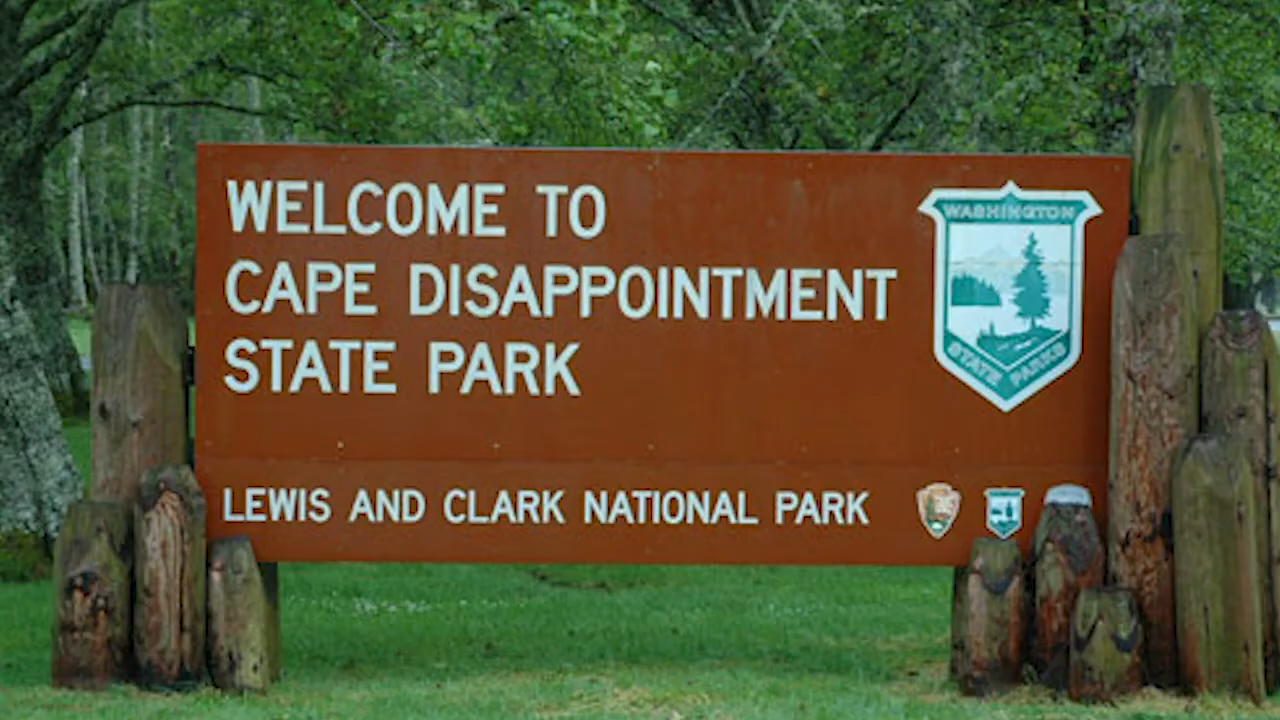 WELCOME TO
CAPE DISAPPOINTMENT
STATE PARK
WASHINGTON
STATE PARKS
LEWIS AND CLARK NATIONAL PARK